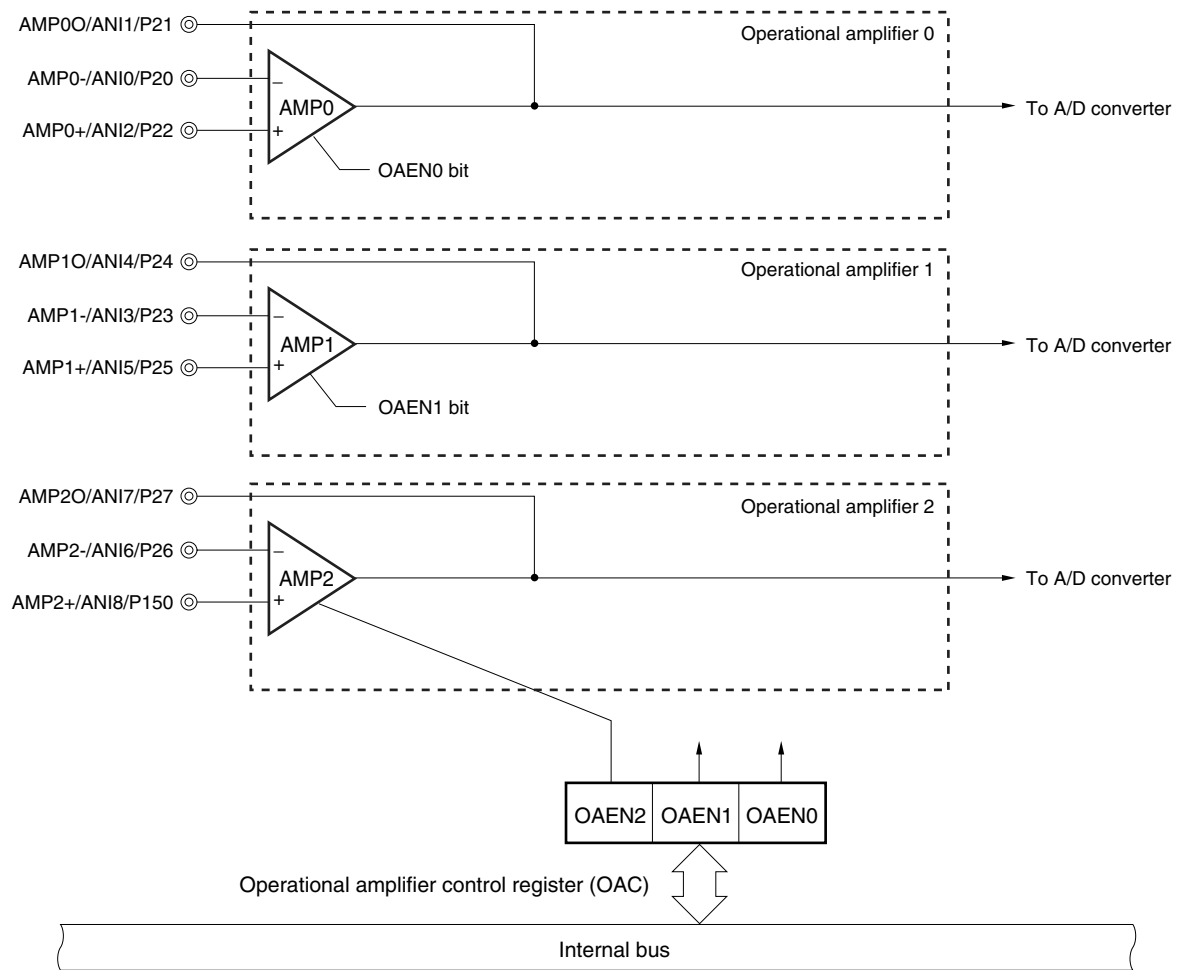 AMP0O/ANI1/P21
Operational amplifier 0
AMP0-/ANI0/P20
−
AMP0
To A/D converter
AMP0+/ANI2/P22
+
OAEN0 bit
AMP1O/ANI4/P24
Operational amplifier 1
AMP1-/ANI3/P23
−
AMP1
To A/D converter
AMP1+/ANI5/P25
+
OAEN1 bit
AMP2O/ANI7/P27
Operational amplifier 2
AMP2-/ANI6/P26
−
AMP2
To A/D converter
AMP2+/ANI8/P150
+
OAEN2 OAEN1 OAEN0
Operational amplifier control register (OAC)
Internal bus